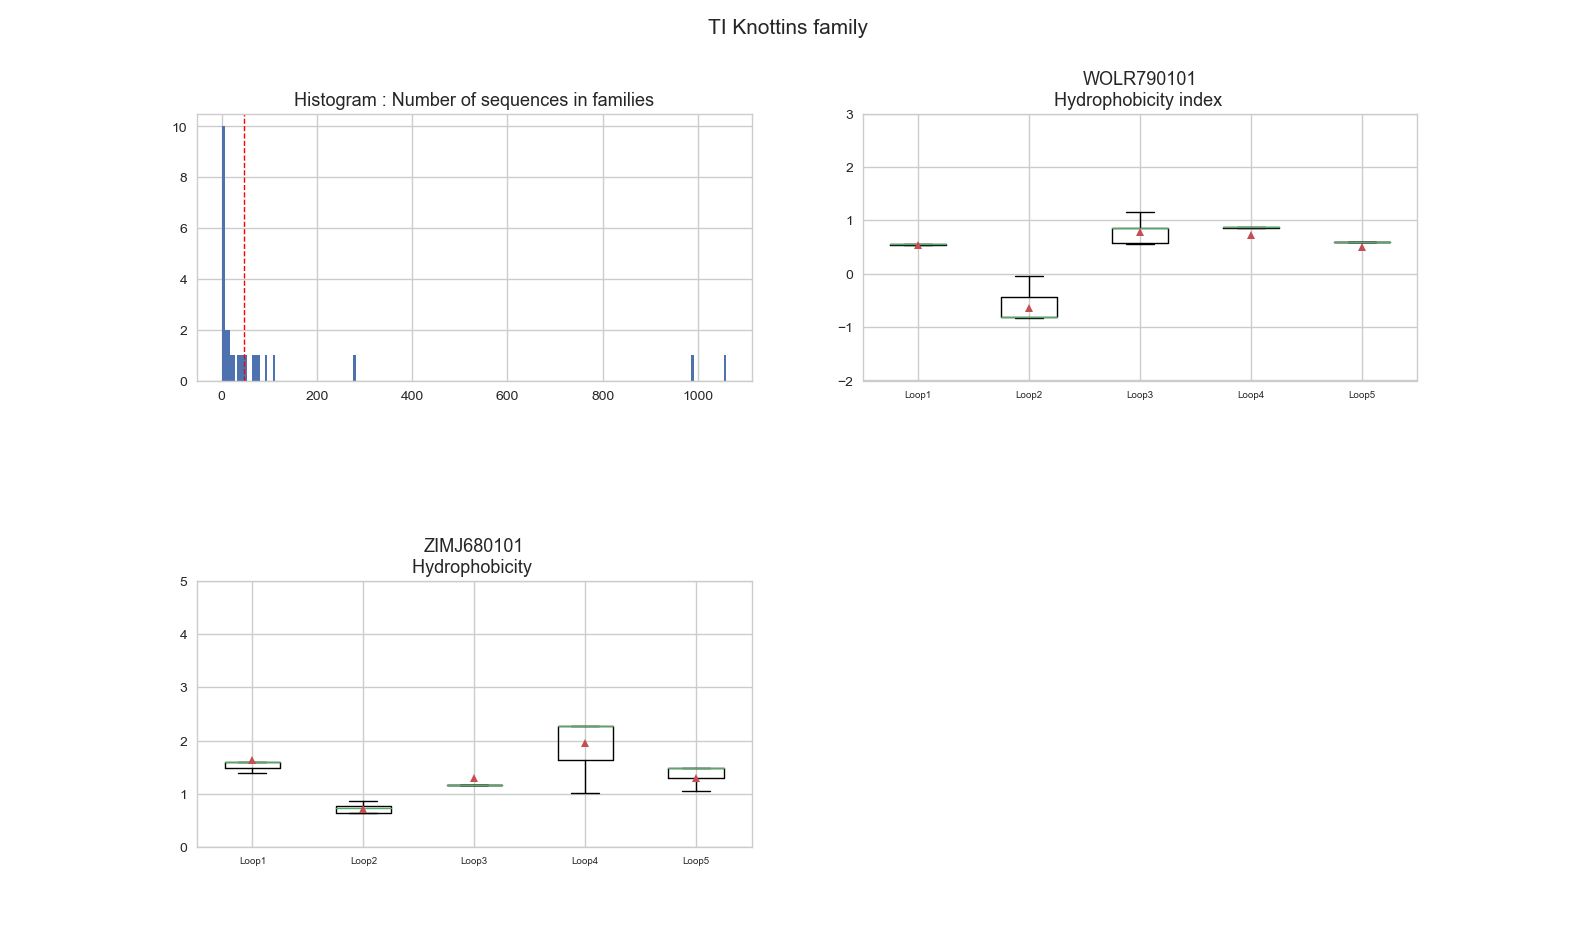 TI Knottins family
Histogram : Number of sequences in families
10
8
6
4
2
0
0 200 400 600 800 1000
WOLR790101
Hydrophobicity index
3
2
1
0
−1
−2
Loop1 Loop2 Loop3 Loop4 Loop5
ZIMJ680101
Hydrophobicity
5
4
3
2
1
0
Loop1 Loop2 Loop3 Loop4 Loop5